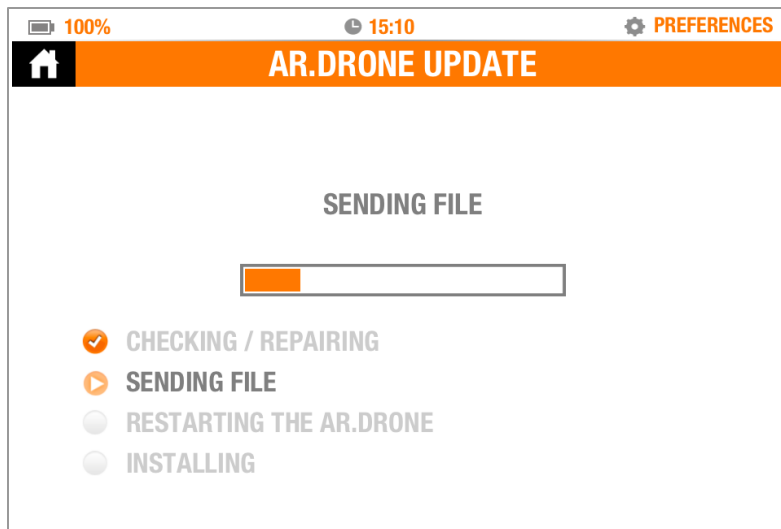 100% 15:10 PREFERENCES
AR.DRONE UPDATE
SENDING FILE
CHECKING / REPAIRING
SENDING FILE
RESTARTING THE AR.DRONE
INSTALLING